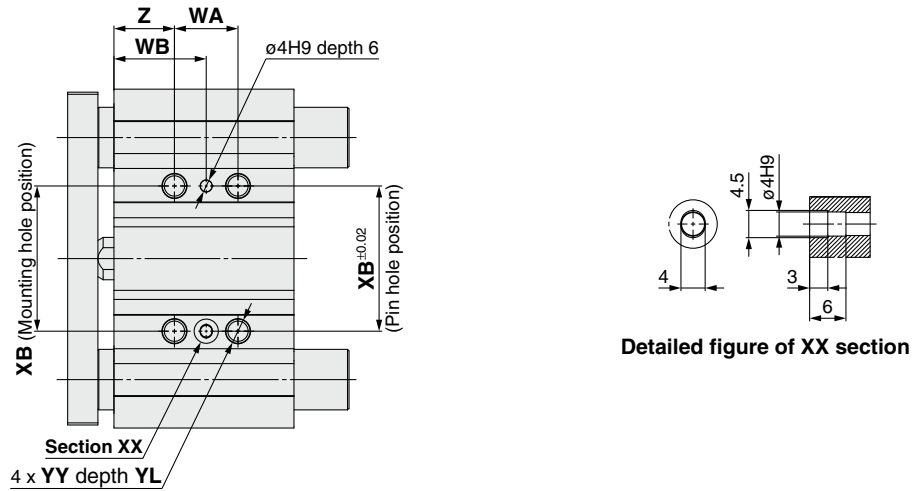 Z
WA
WB
ø4H9 depth 6
XB (Mounting hole position)
XB±0.02
(Pin hole position)
Section XX
4 x YY depth YL
4.5
ø4H9
4
3
6
Detailed figure of XX section